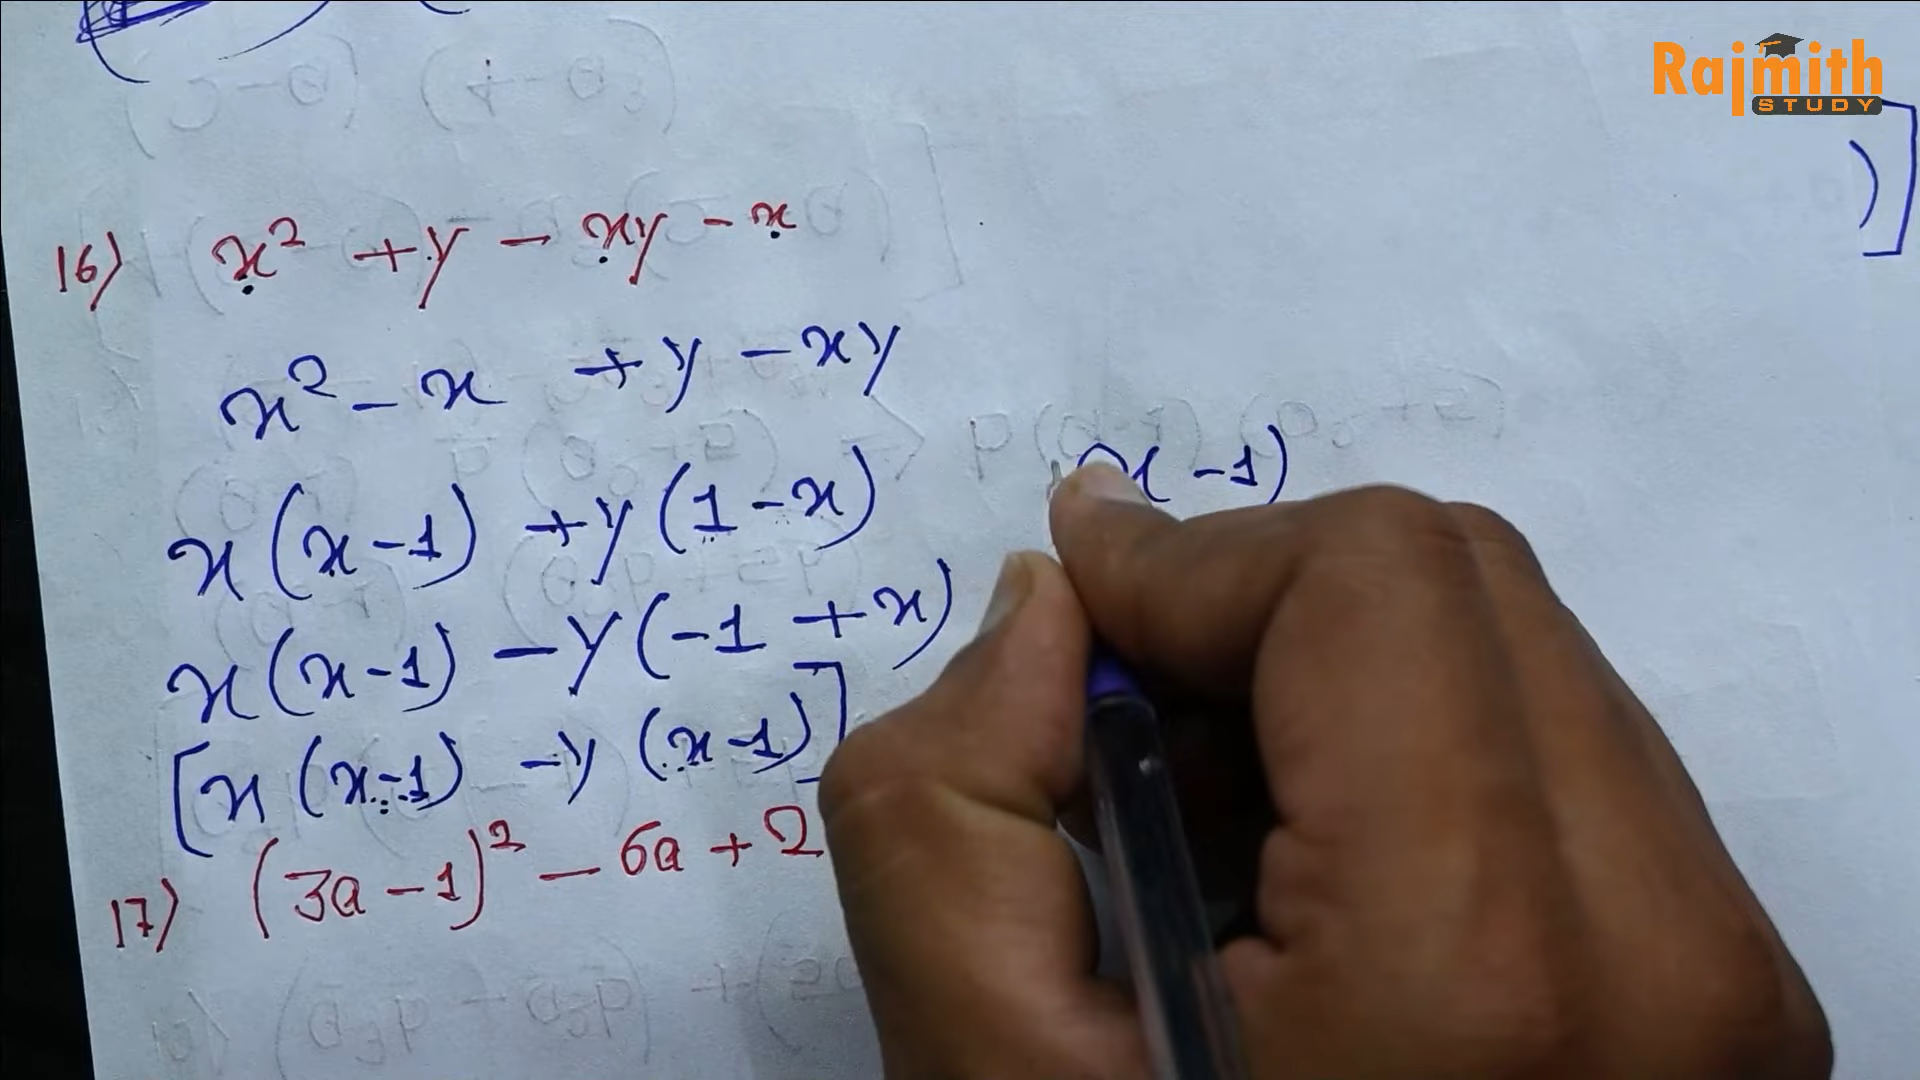 Rajmith
STUDY
)]
16) x² + y - xy - x
x² - x + y - xy
x(x-1) + y(1-x)
x(x-1) - y(-1+x)
[x(x-1) - y(x-1)]
x-1)
17) (3a-1)² - 6a + 2